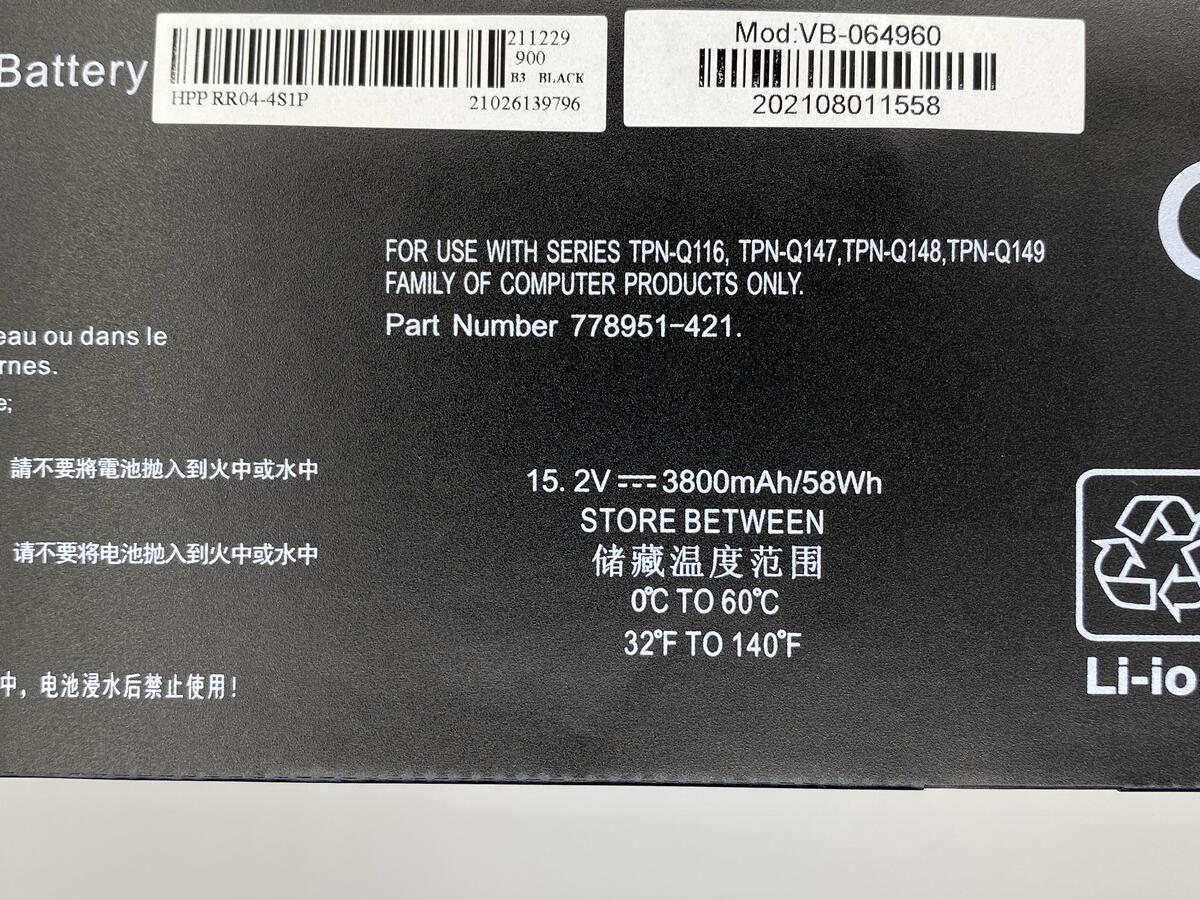 Battery
211229
900
B3 BLACK
HPP RR04-4S1P 21026139796
Mod:VB-064960
202108011558
FOR USE WITH SERIES TPN-Q116, TPN-Q147,TPN-Q148,TPN-Q149
FAMILY OF COMPUTER PRODUCTS ONLY.
Part Number 778951-421.
eau ou dans le
rnes.
e;
請不要將電池拋入到火中或水中
请不要将电池抛入到火中或水中
中，电池浸水后禁止使用！
15. 2V ⎓ 3800mAh/58Wh
STORE BETWEEN
储藏温度范围
0℃ TO 60℃
32℉ TO 140℉
Li-io